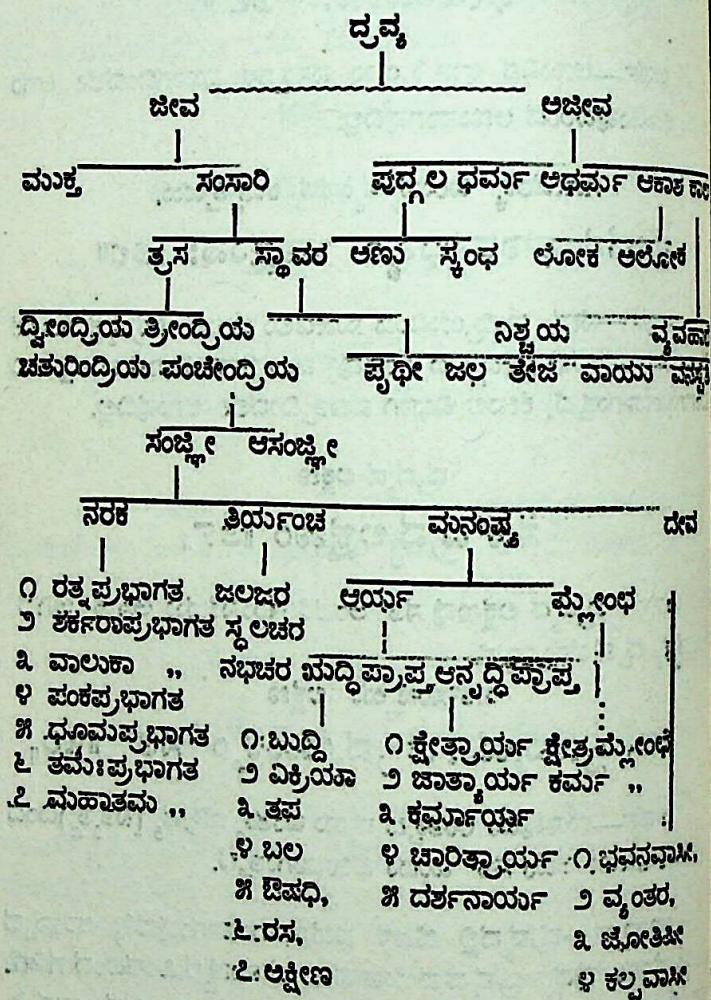 ದ್ರವ್ಯ
ಜೀವ ಅಜೀವ
ಮುಕ್ತ ಸಂಸಾರಿ ಪುದ್ಗಲ ಧರ್ಮ ಅಧರ್ಮ ಆಕಾಶ
ತ್ರಸ ಸ್ಥಾವರ ಅಣು ಸ್ಕಂಧ ಲೋಕ ಅಲೋಕ
ದ್ವೀಂದ್ರಿಯ ತ್ರೀಂದ್ರಿಯ ನಿಶ್ಚಯ
ಚತುರಿಂದ್ರಿಯ ಪಂಚೇಂದ್ರಿಯ ಪೃಥೀ ಜಲ ತೇಜ ವಾಯು
ಸಂಜ್ಞೀ ಆಸಂಜ್ಞೀ
ನರಕ ತಿರ್ಯಂಚ ಮನಂಷ್ಯ ದೇವ
೧ ರತ್ನಪ್ರಭಾಗತ ಜಲಚರ ಆರ್ಯ ಮ್ಲೇಂಛ
೨ ಶರ್ಕರಾಪ್ರಭಾಗತ ಸ್ಥಲಚರ
೩ ವಾಲುಕಾ ,, ನಭಚರ ಋದ್ಧಿಪ್ರಾಪ್ತ ಆನೃದ್ಧಿಪ್ರಾಪ್ತ
೪ ಪಂಕಪ್ರಭಾಗತ
೫ ಧೂಮಪ್ರಭಾಗತ ೧ ಬುದ್ದಿ ೧ ಕ್ಷೇತ್ರಾರ್ಯ ಕ್ಷೇತ್ರಮ್ಲೇಂಛ
೬ ತಮಃಪ್ರಭಾಗತ ೨ ವಿಕ್ರಿಯಾ ೨ ಜಾತ್ಯಾರ್ಯ ಕರ್ಮ ,,
೭ ಮಹಾತಮ ,, ೩ ತಪ ೩ ಕರ್ಮಾರ್ಯ
೪ ಬಲ ೪ ಚಾರಿತ್ರಾರ್ಯ ೧ ಭವನವಾಸೀ,
೫ ಔಷಧಿ, ೫ ದರ್ಶನಾರ್ಯ ೨ ವ್ಯಂತರ,
೬ ರಸ, ೩ ಜ್ಯೋತಿಷೀ
೭ ಅಕ್ಷೀಣ ೪ ಕಲ್ಪವಾಸೀ